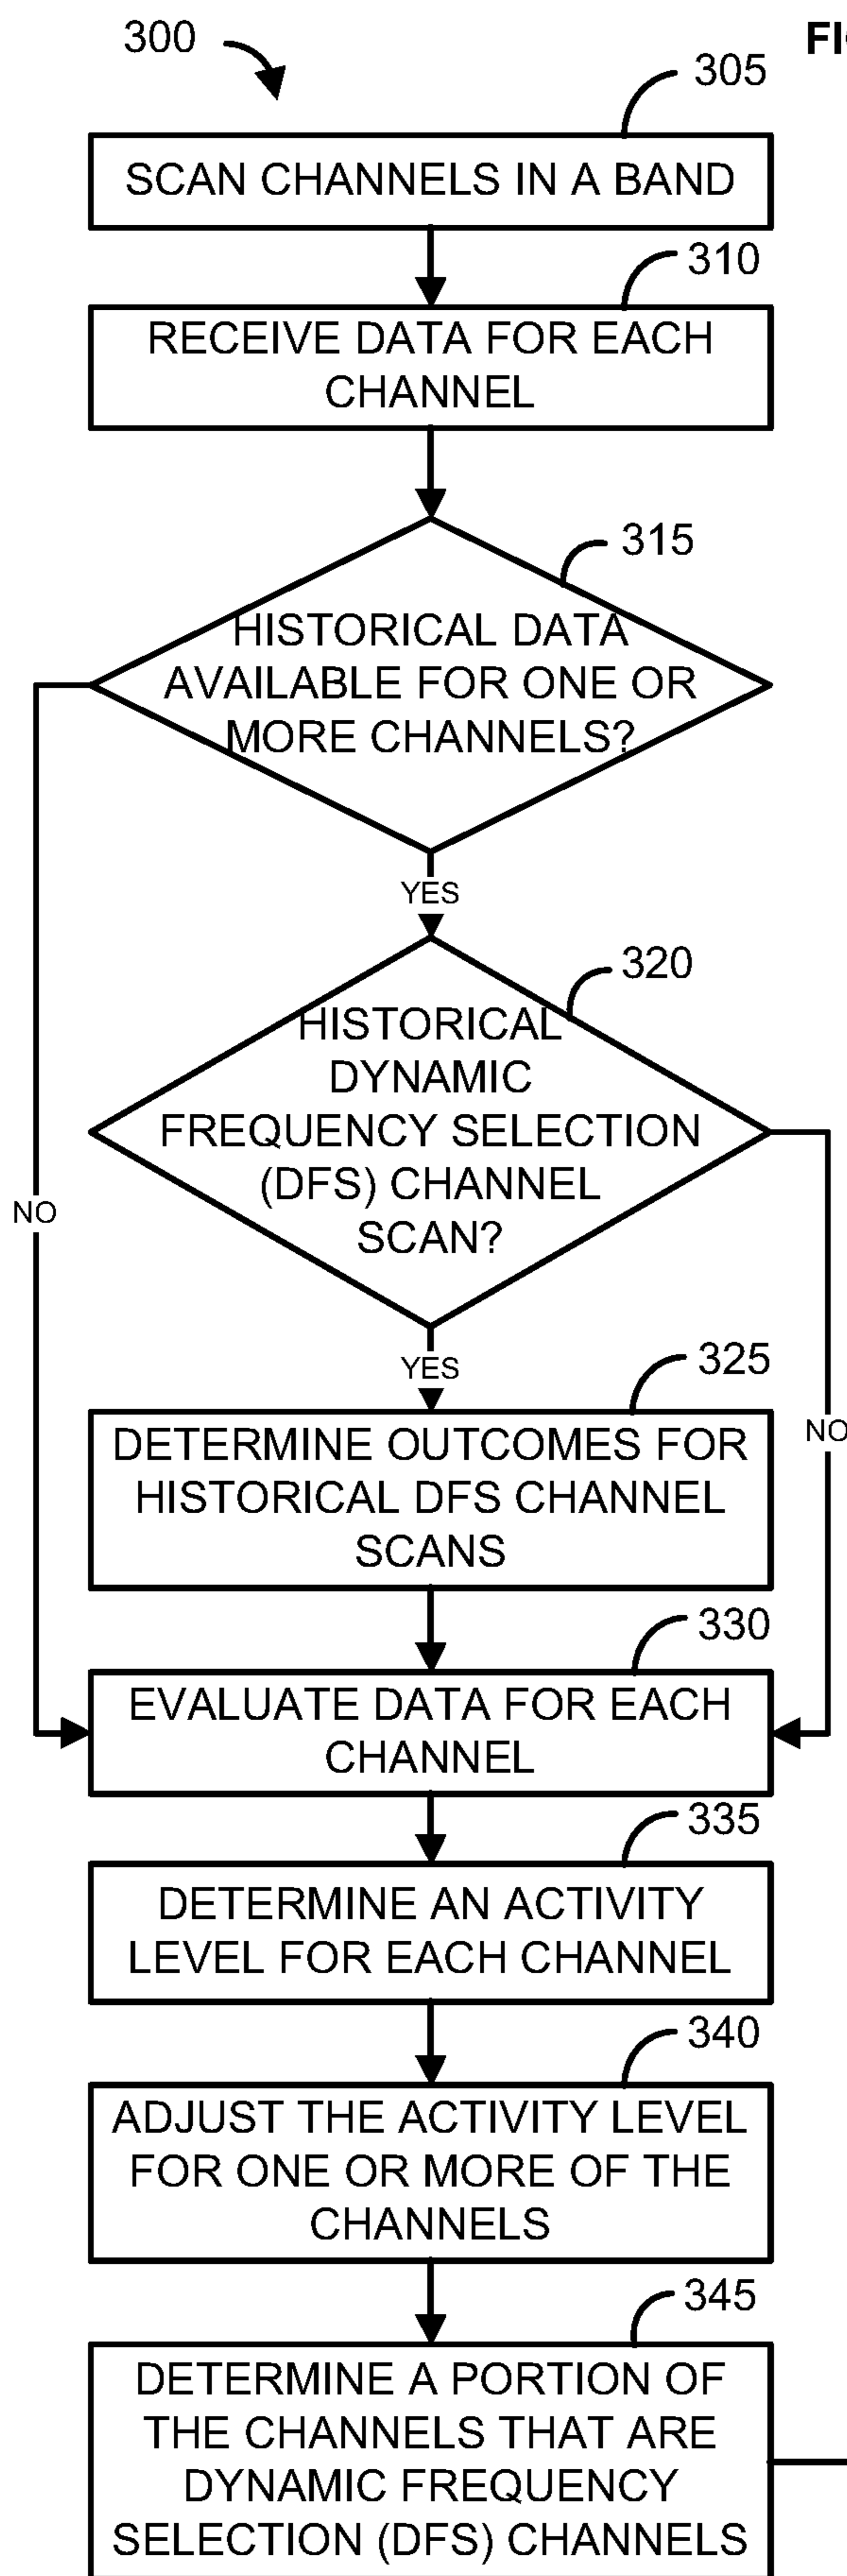 300
FI
305
SCAN CHANNELS IN A BAND
310
RECEIVE DATA FOR EACH
CHANNEL
315
HISTORICAL DATA
AVAILABLE FOR ONE OR
MORE CHANNELS?
YES
320
HISTORICAL
DYNAMIC
FREQUENCY SELECTION
(DFS) CHANNEL
SCAN?
NO
YES
325
NO
DETERMINE OUTCOMES FOR
HISTORICAL DFS CHANNEL
SCANS
330
EVALUATE DATA FOR EACH
CHANNEL
335
DETERMINE AN ACTIVITY
LEVEL FOR EACH CHANNEL
340
ADJUST THE ACTIVITY LEVEL
FOR ONE OR MORE OF THE
CHANNELS
345
DETERMINE A PORTION OF
THE CHANNELS THAT ARE
DYNAMIC FREQUENCY
SELECTION (DFS) CHANNELS